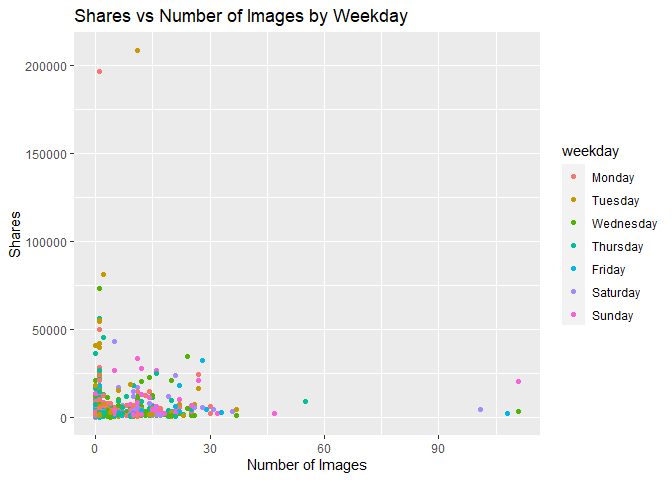 Shares vs Number of Images by Weekday
200000
150000
100000
50000
0
Shares
0 30 60 90
Number of Images
weekday
Monday
Tuesday
Wednesday
Thursday
Friday
Saturday
Sunday